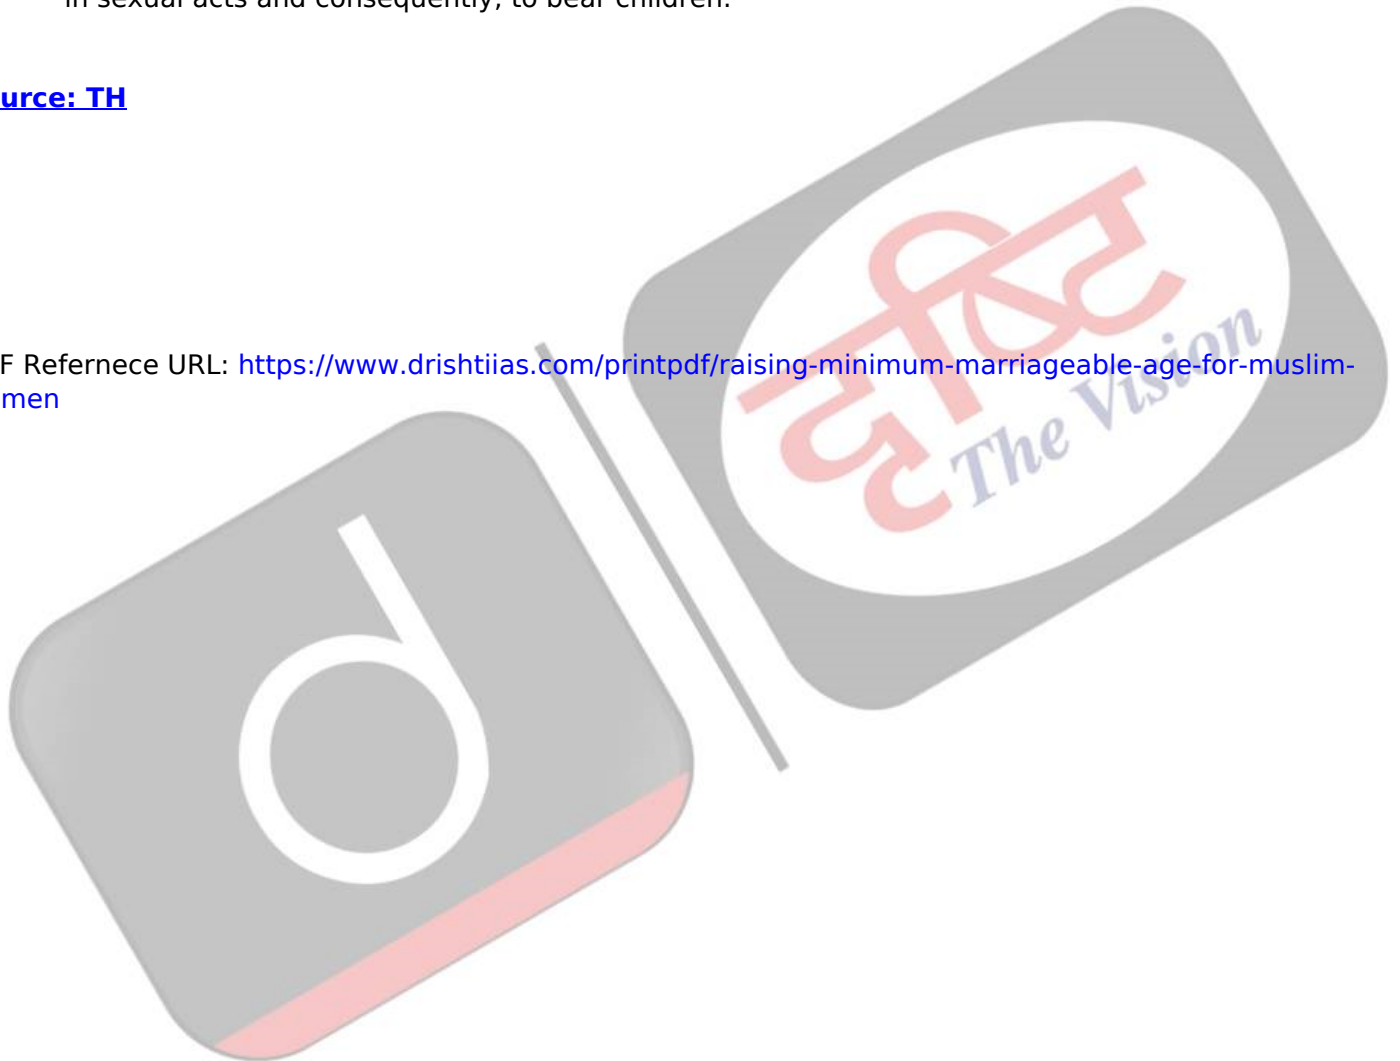 in sexual acts and consequently, to bear children.
urce: TH
F Refernece URL: https://www.drishtiias.com/printpdf/raising-minimum-marriageable-age-for-muslim-
men
दृष्टि
The Vision
d